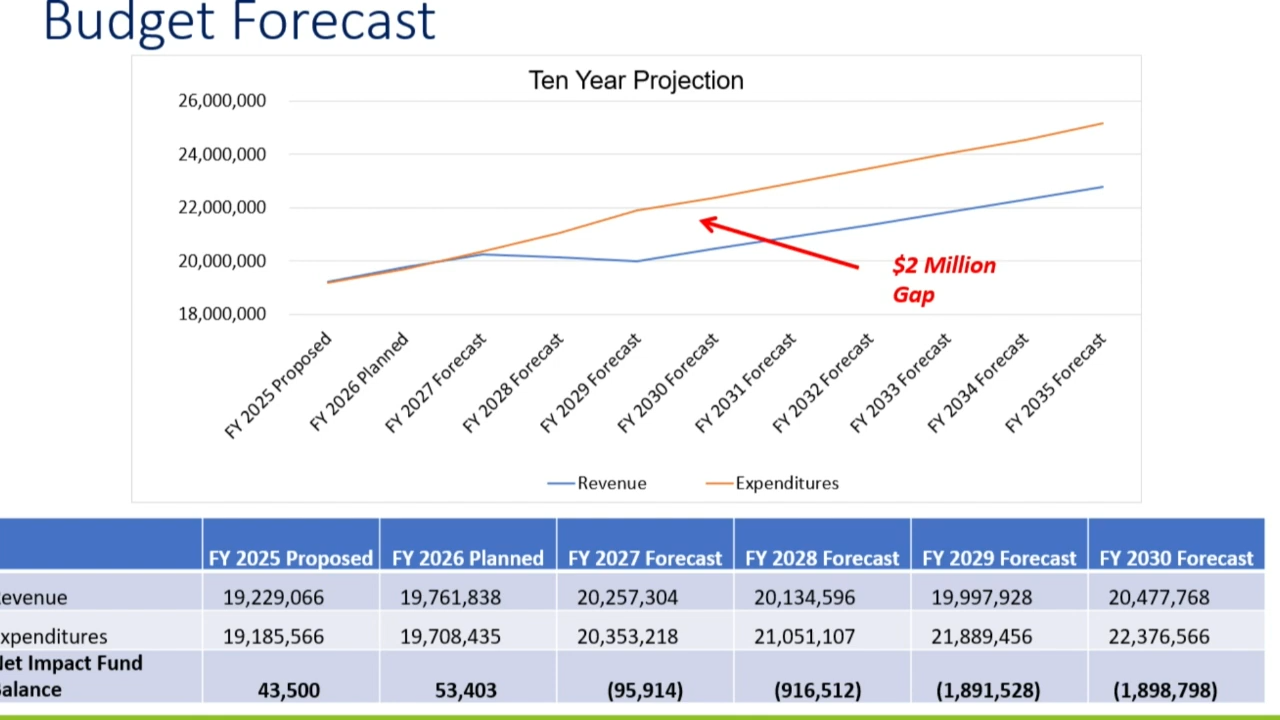 Budget Forecast
Ten Year Projection
26,000,000
24,000,000
22,000,000
20,000,000
18,000,000
$2 Million
Gap
FY 2025 Proposed
FY 2026 Planned
FY 2027 Forecast
FY 2028 Forecast
FY 2029 Forecast
FY 2030 Forecast
FY 2031 Forecast
FY 2032 Forecast
FY 2033 Forecast
FY 2034 Forecast
FY 2035 Forecast
Revenue Expenditures
FY 2025 Proposed FY 2026 Planned FY 2027 Forecast FY 2028 Forecast FY 2029 Forecast FY 2030 Forecast
evenue 19,229,066 19,761,838 20,257,304 20,134,596 19,997,928 20,477,768
xpenditures 19,185,566 19,708,435 20,353,218 21,051,107 21,889,456 22,376,566
et Impact Fund
alance 43,500 53,403 (95,914) (916,512) (1,891,528) (1,898,798)